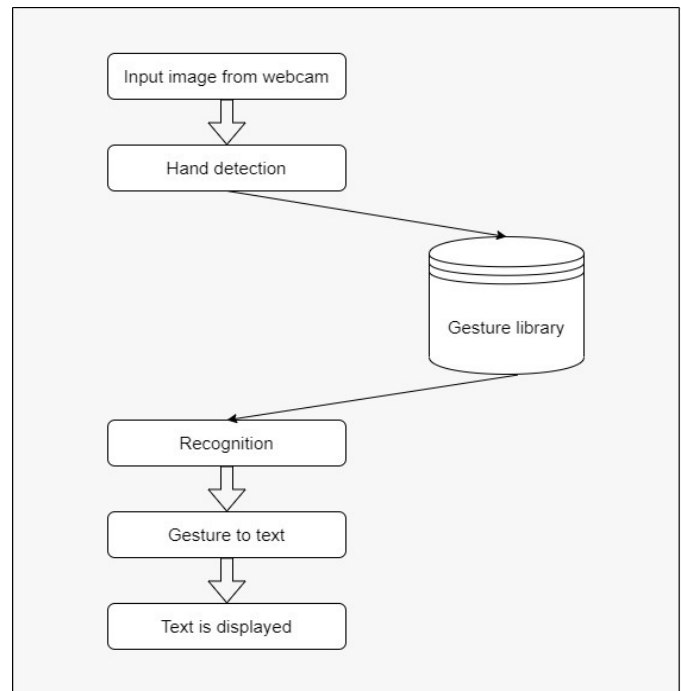 Input image from webcam
Hand detection
Gesture library
Recognition
Gesture to text
Text is displayed